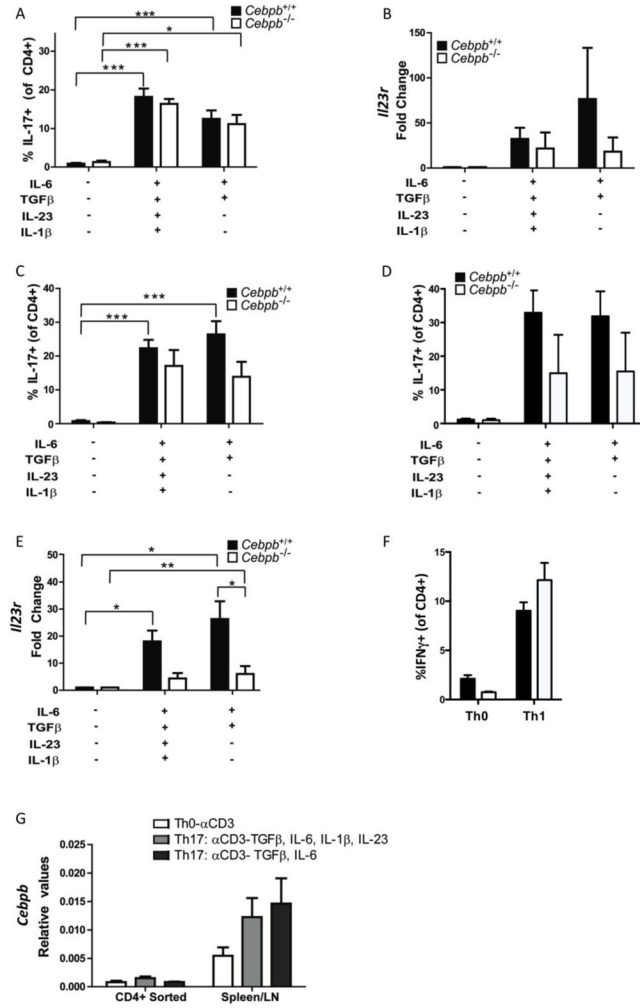 A
*** *
*** Cebpb+/+
*** Cebpb-/-
% IL-17+ (of CD4+)
30
20
10
0
IL-6 - + +
TGFβ - + +
IL-23 - + -
IL-1β - + -
B
Cebpb+/+
Cebpb-/-
Il23r
Fold Change
150
100
50
0
IL-6 - + +
TGFβ - + +
IL-23 - + -
IL-1β - + -
C
Cebpb+/+
Cebpb-/-
***
***
% IL-17+ (of CD4+)
40
30
20
10
0
IL-6 - + +
TGFβ - + +
IL-23 - + -
IL-1β - + -
D
Cebpb+/+
Cebpb-/-
% IL-17+ (of CD4+)
40
30
20
10
0
IL-6 - + +
TGFβ - + +
IL-23 - + -
IL-1β - + -
E
Cebpb+/+
Cebpb-/-
*
**
* *
Il23r
Fold Change
50
40
30
20
10
0
IL-6 - + +
TGFβ - + +
IL-23 - + -
IL-1β - + -
F
%IFNγ+ (of CD4+)
15
10
5
0
Th0 Th1
G
Th0-αCD3
Th17: αCD3-TGFβ, IL-6, IL-1β, IL-23
Th17: αCD3- TGFβ, IL-6
Cebpb
Relative values
0.025
0.020
0.015
0.010
0.005
0.000
CD4+ Sorted Spleen/LN